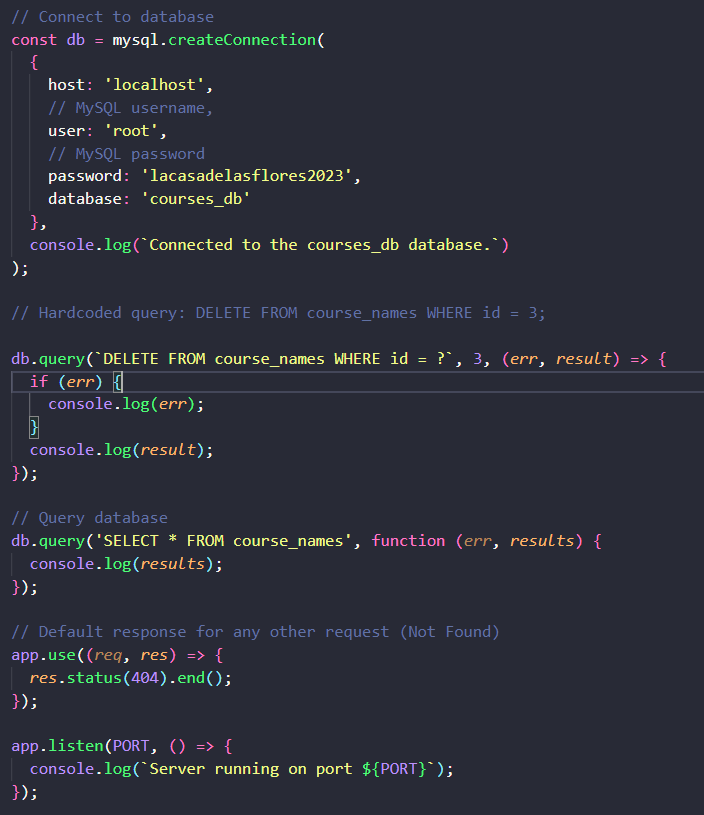 // Connect to database
const db = mysql.createConnection(
{
host: 'localhost',
// MySQL username,
user: 'root',
// MySQL password
password: 'lacasadelasflores2023',
database: 'courses_db'
},
console.log(`Connected to the courses_db database.`)
);
// Hardcoded query: DELETE FROM course_names WHERE id = 3;
db.query(`DELETE FROM course_names WHERE id = ?`, 3, (err, result) => {
if (err) {
console.log(err);
}
console.log(result);
});
// Query database
db.query('SELECT * FROM course_names', function (err, results) {
console.log(results);
});
// Default response for any other request (Not Found)
app.use((req, res) => {
res.status(404).end();
});
app.listen(PORT, () => {
console.log(`Server running on port ${PORT}`);
});